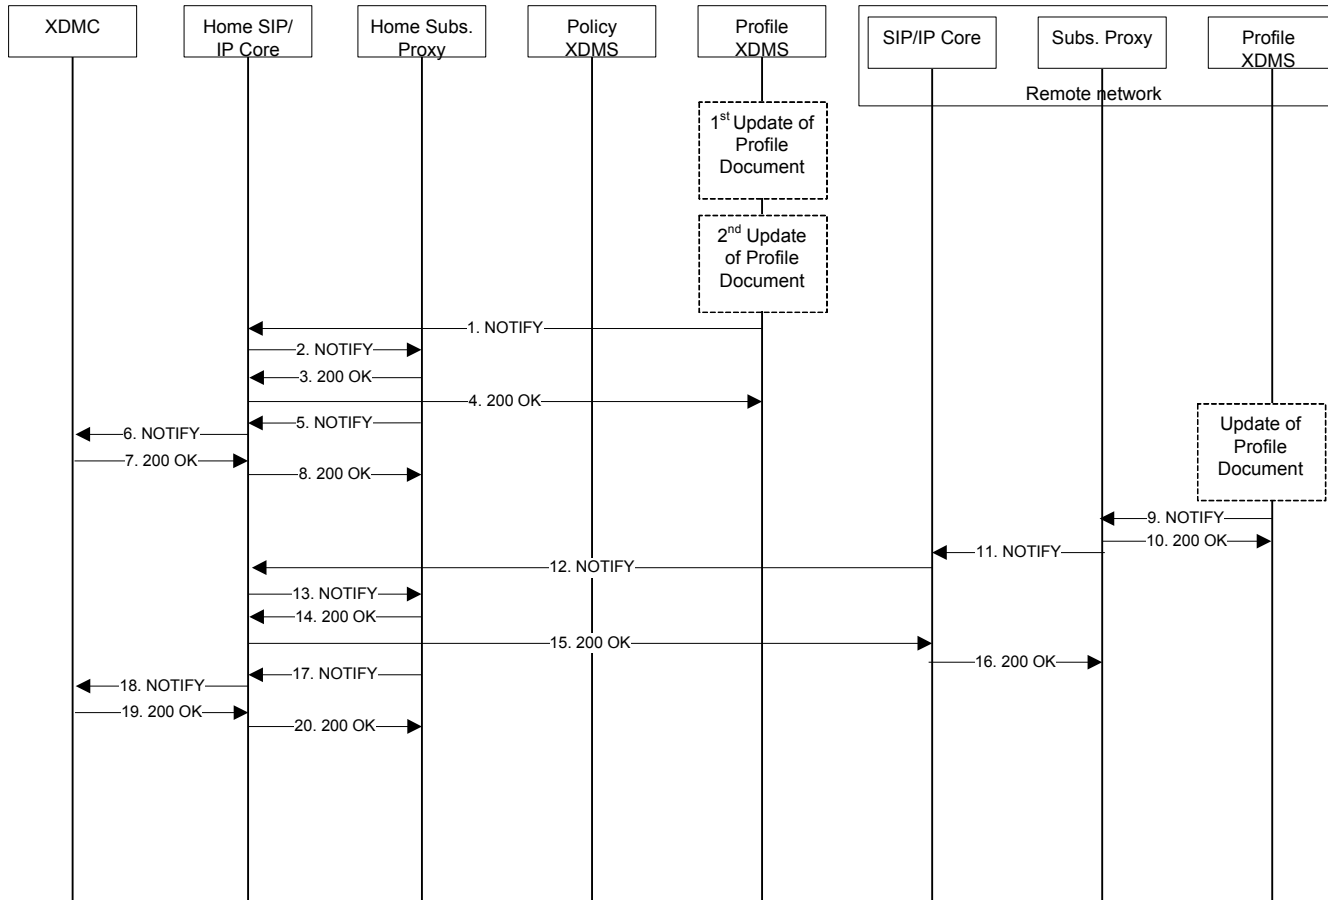 XDMC
Home SIP/
IP Core
Home Subs.
Proxy
Policy
XDMS
Profile
XDMS
SIP/IP Core
Subs. Proxy
Profile
XDMS
Remote network
1st Update of
Profile
Document
2nd Update
of Profile
Document
1. NOTIFY
2. NOTIFY
3. 200 OK
4. 200 OK
5. NOTIFY
6. NOTIFY
7. 200 OK
8. 200 OK
Update of
Profile
Document
9. NOTIFY
10. 200 OK
11. NOTIFY
12. NOTIFY
13. NOTIFY
14. 200 OK
15. 200 OK
16. 200 OK
17. NOTIFY
18. NOTIFY
19. 200 OK
20. 200 OK